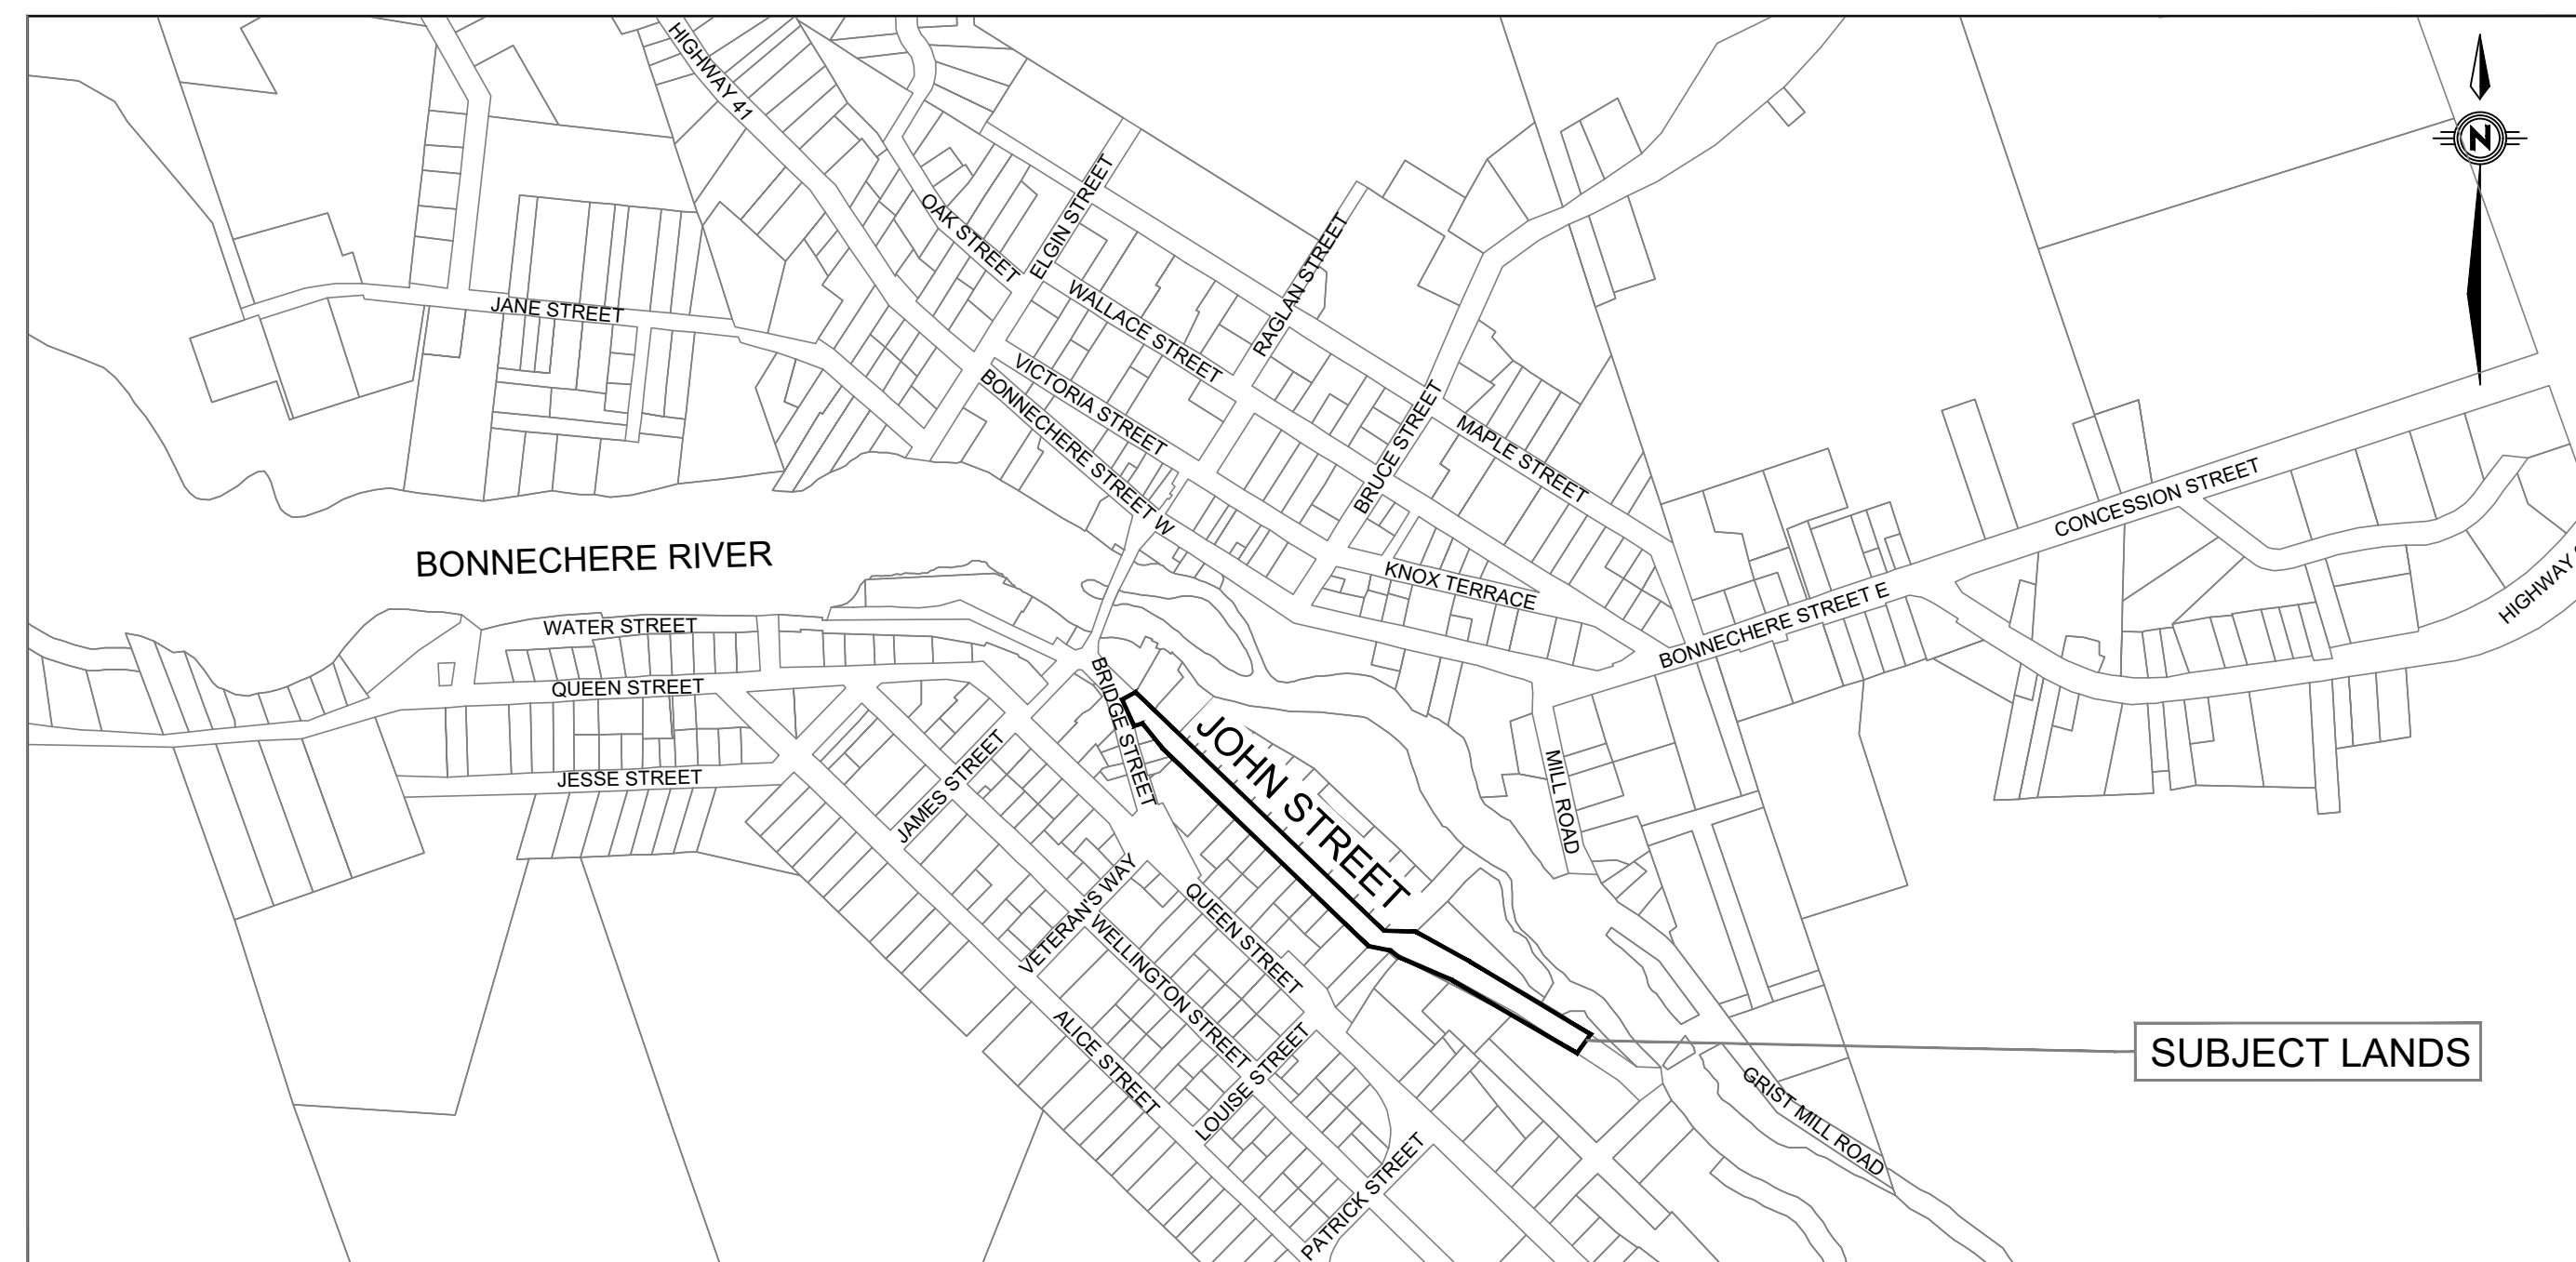 HIGHWAY 41
N
OAK STREET
ELGIN STREET
RAGLAN STREET
JANE STREET
WALLACE STREET
VICTORIA STREET
BONNECHERE STREET W
BRUCE STREET
MAPLE STREET
CONCESSION STREET
BONNECHERE RIVER
KNOX TERRACE
HIGHWAY
WATER STREET
BONNECHERE STREET E
QUEEN STREET
BRIDGE STREET
JOHN STREET
JESSE STREET
JAMES STREET
MILL ROAD
VETERAN'S WAY
QUEEN STREET
WELLINGTON STREET
ALICE STREET
LOUISE STREET
SUBJECT LANDS
GRIST MILL ROAD
PATRICK STREET